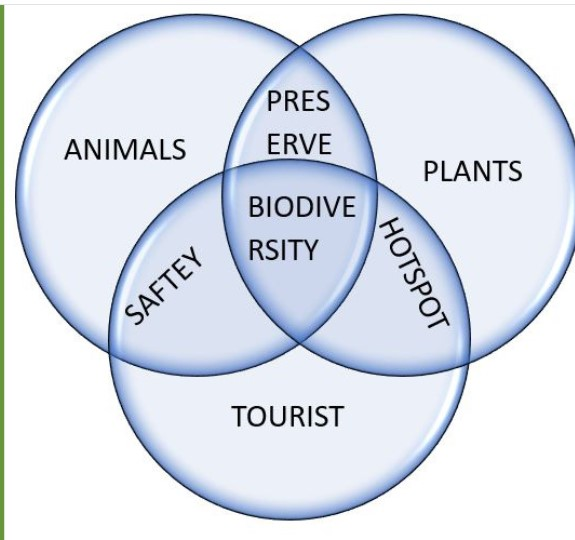 PRES
ERVE
ANIMALS
PLANTS
BIODIVE
RSITY
SAFTEY
HOTSPOT
TOURIST